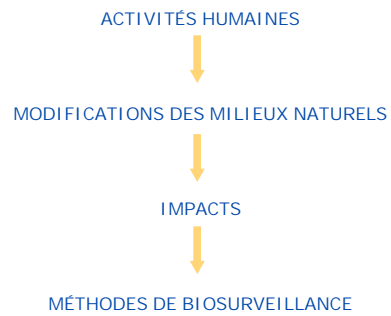 ACTIVITÉS HUMAINES
MODIFICATIONS DES MILIEUX NATURELS
IMPACTS
MÉTHODES DE BIOSURVEILLANCE